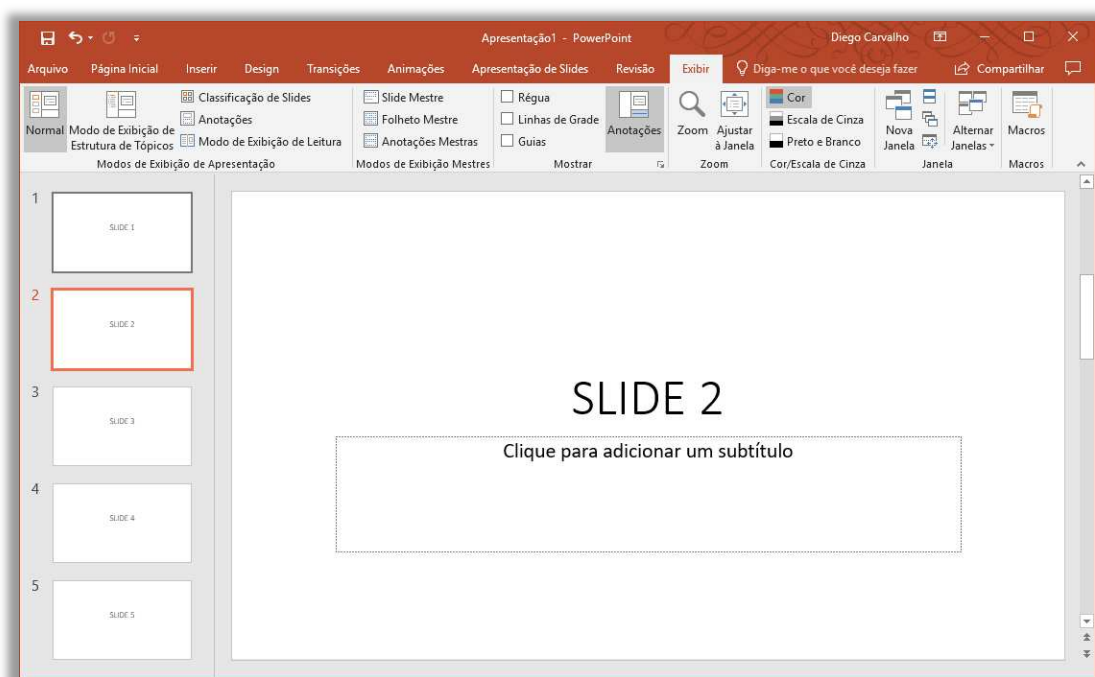 Apresentação1 - PowerPoint
Diego Carvalho
Arquivo Página Inicial Inserir Design Transições Animações Apresentação de Slides Revisão Exibir Diga-me o que você deseja fazer Compartilhar
Normal
Modo de Exibição de
Estrutura de Tópicos
Classificação de Slides
Anotações
Modo de Exibição de Leitura
Modos de Exibição de Apresentação
Slide Mestre
Folheto Mestre
Anotações Mestras
Modos de Exibição Mestres
Régua
Linhas de Grade
Guias
Mostrar
Anotações
Zoom
Ajustar
à Janela
Zoom
Cor
Escala de Cinza
Preto e Branco
Cor/Escala de Cinza
Nova
Janela
Alternar
Janelas
Janela
Macros
Macros
1
SLIDE 1
2
SLIDE 2
3
SLIDE 3
4
SLIDE 4
5
SLIDE 5
SLIDE 2
Clique para adicionar um subtítulo